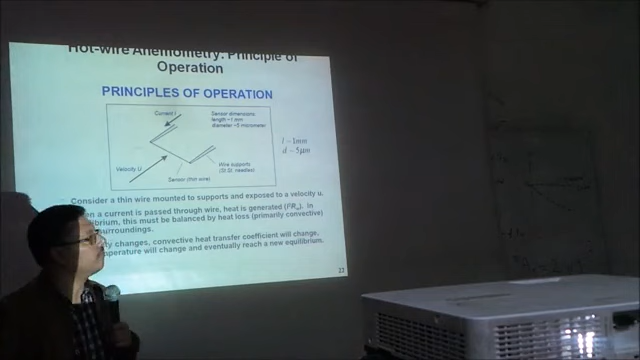 Hot-wire Anemometry: Principle of
Operation
PRINCIPLES OF OPERATION
Current I
Sensor dimensions:
length ~1 mm
diameter ~5 micrometer
l ~ 1mm
d ~ 5μm
Velocity U
Wire supports
(St.St. needles)
Sensor (thin wire)
Consider a thin wire mounted to supports and exposed to a velocity u.
a current is passed through wire, heat is generated (I²Rw). In
this must be balanced by heat loss (primarily convective)
surroundings.
changes, convective heat transfer coefficient will change,
will change and eventually reach a new equilibrium.
23